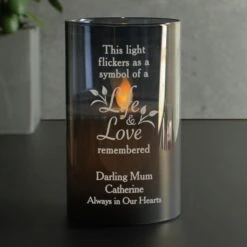 This light
flickers as a
symbol of a
Life
&
Love
remembered
Darling Mum
Catherine
Always in Our Hearts